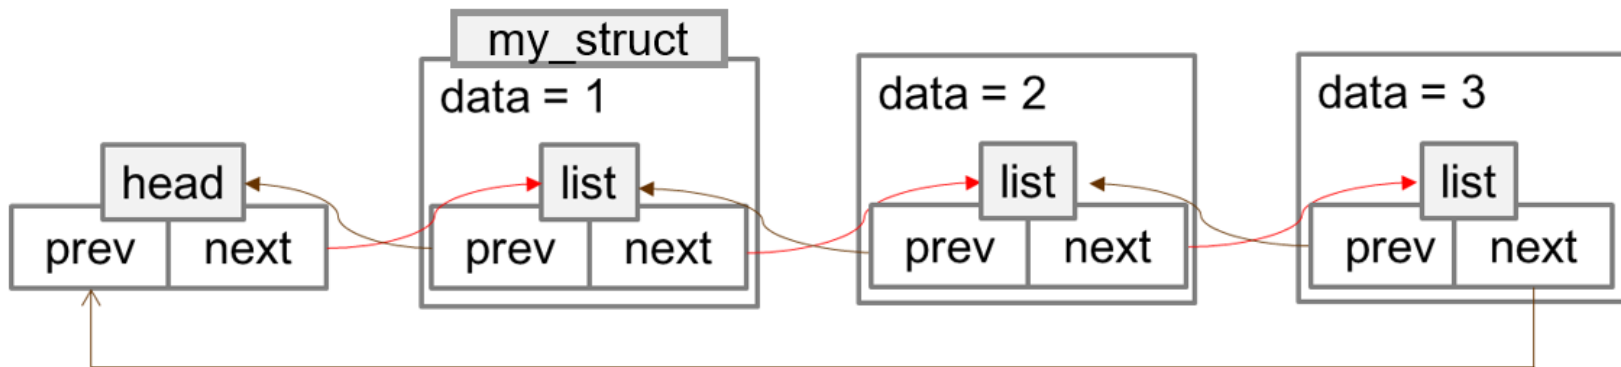 my_struct
data = 1
data = 2
data = 3
head
list
list
list
prev next
prev next
prev next
prev next